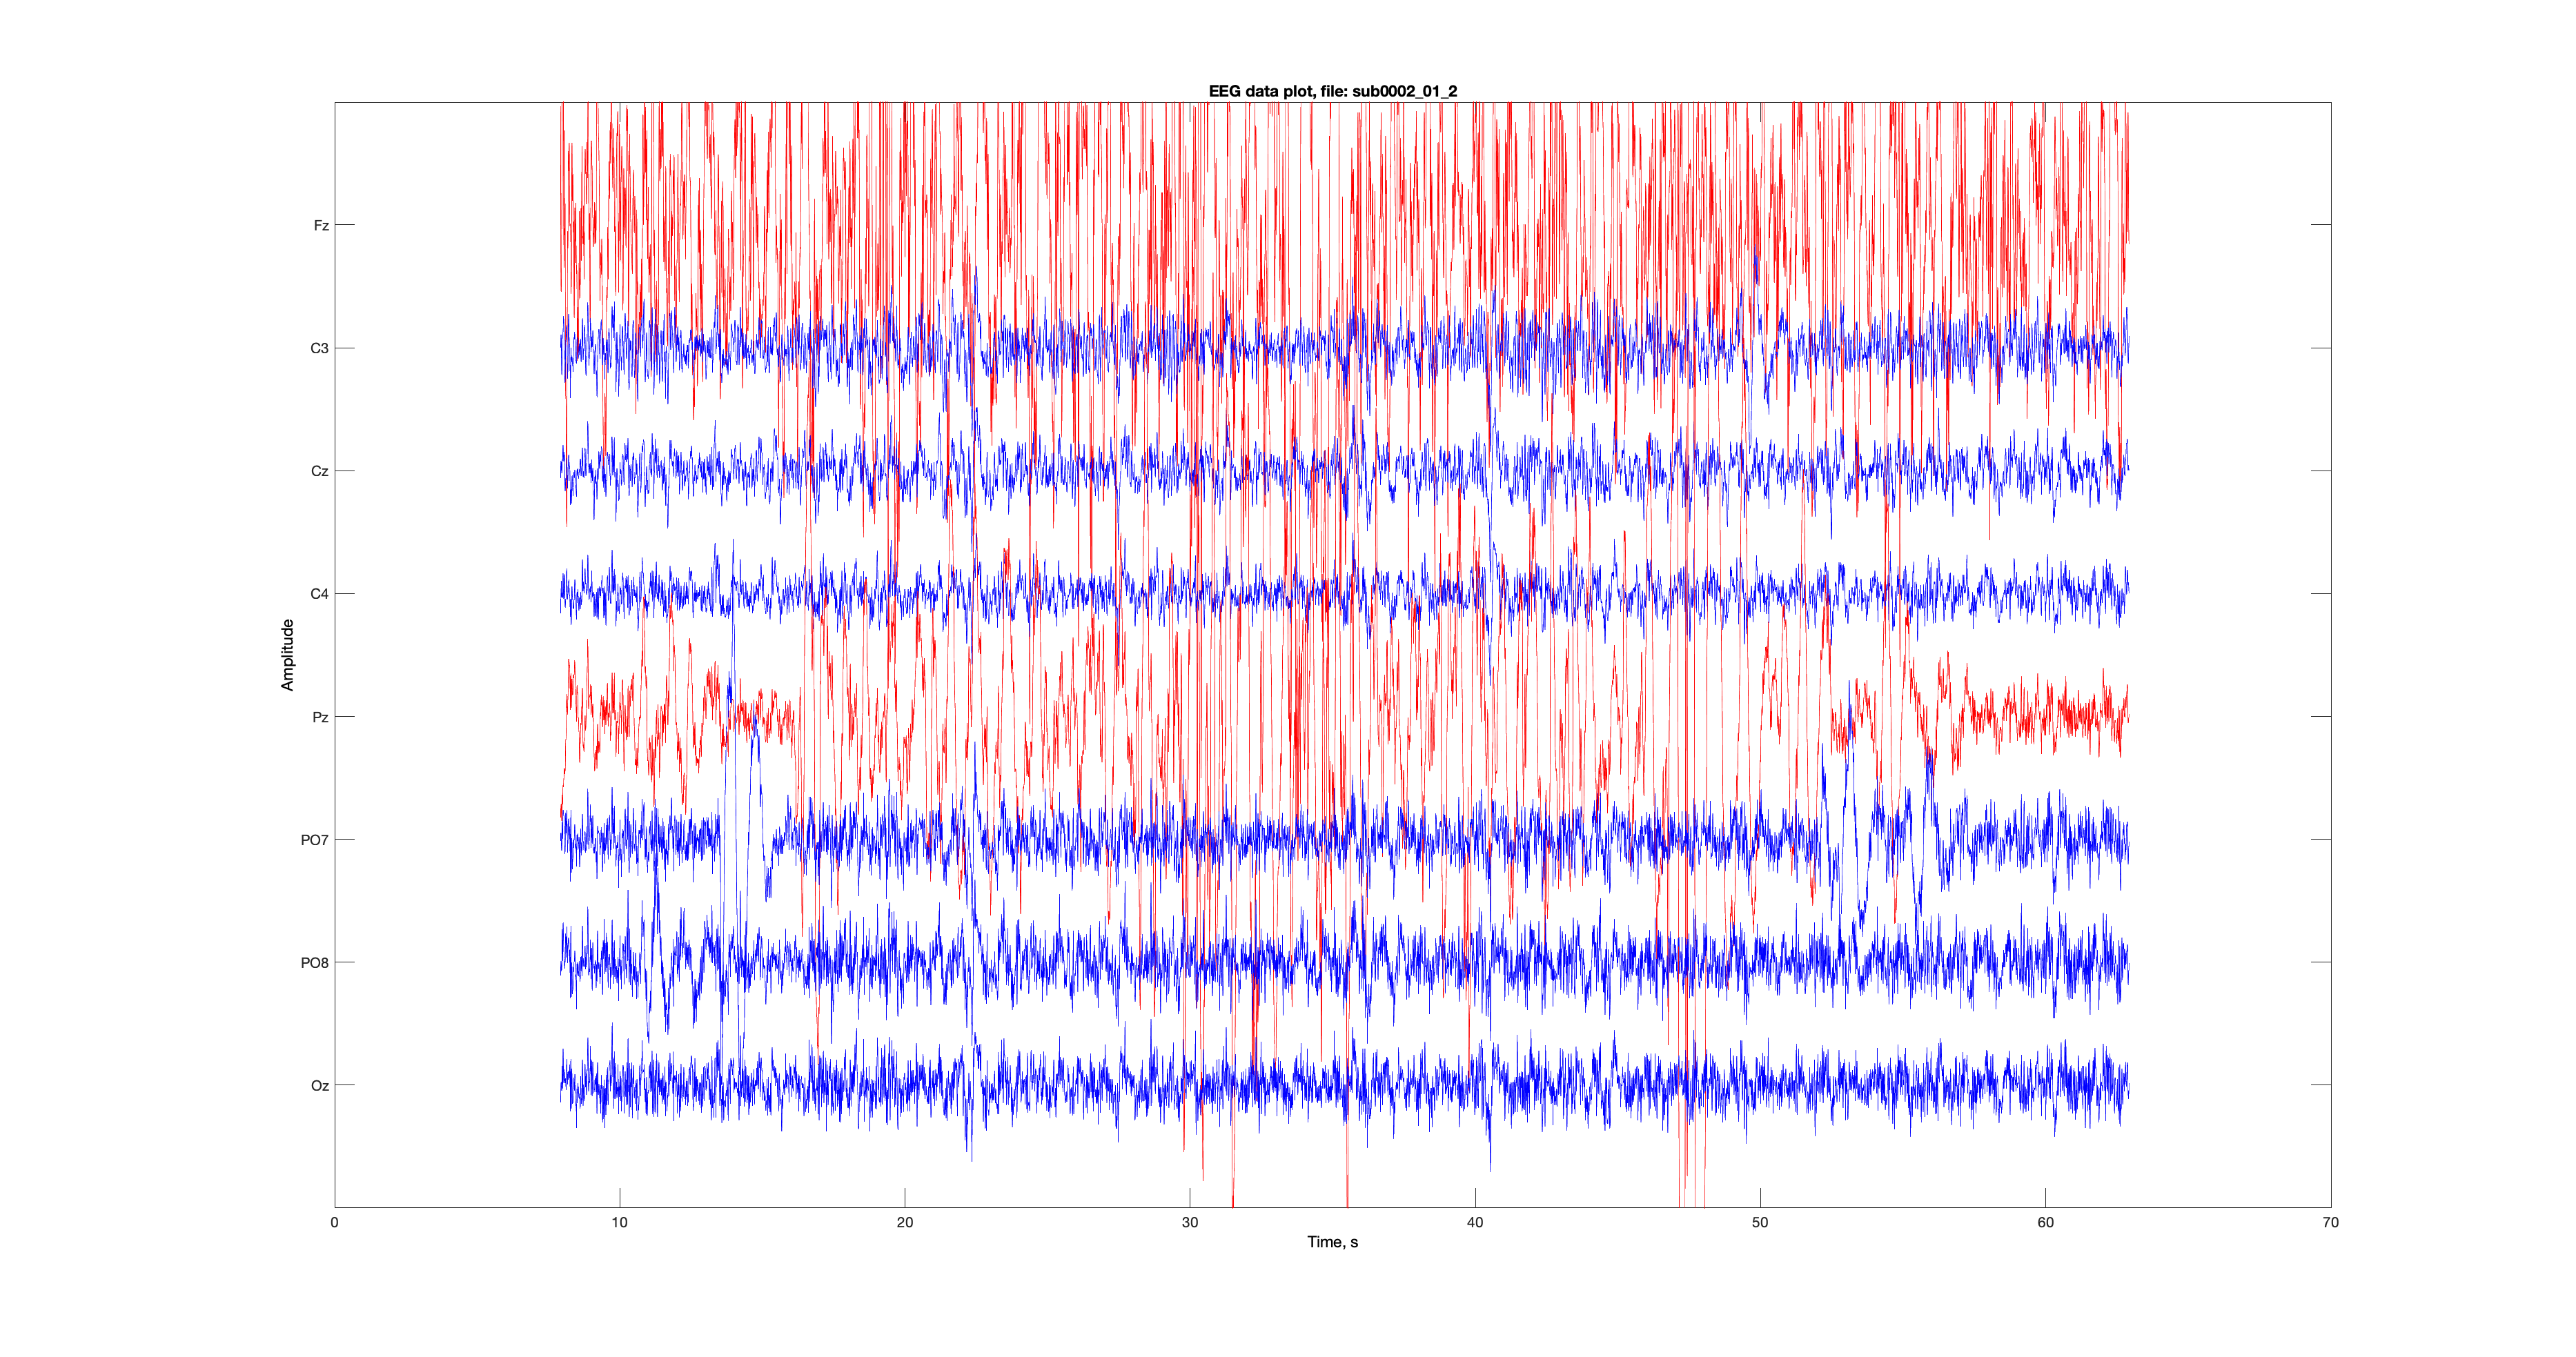 EEG data plot, file: sub0002_01_2
Fz
C3
Cz
C4
Pz
PO7
PO8
Oz
Amplitude
0 10 20 30 40 50 60 70
Time, s